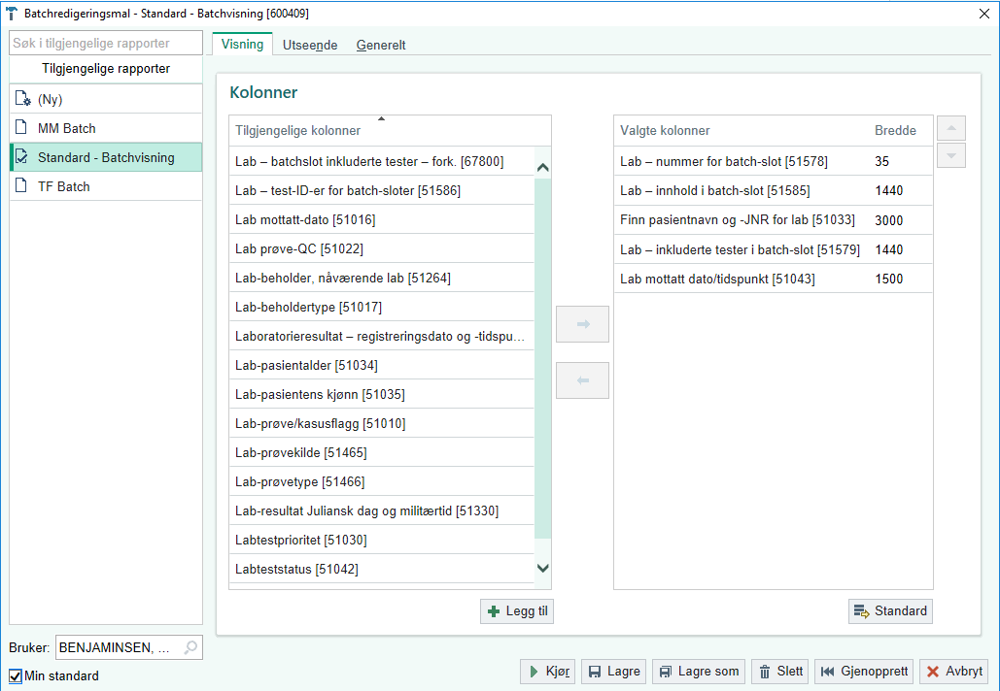 Batchredigeringsmal - Standard - Batchvisning [600409]
Søk i tilgjengelige rapporter
Tilgjengelige rapporter
(Ny)
MM Batch
Standard - Batchvisning
TF Batch
Bruker: BENJAMINSEN, ...
Min standard
Visning Utseende Generelt
Kolonner
Tilgjengelige kolonner
Lab – batchslot inkluderte tester – fork. [67800]
Lab – test-ID-er for batch-sloter [51586]
Lab mottatt-dato [51016]
Lab prøve-QC [51022]
Lab-beholder, nåværende lab [51264]
Lab-beholdertype [51017]
Laboratorieresultat – registreringsdato og -tidspu...
Lab-pasientalder [51034]
Lab-pasientens kjønn [51035]
Lab-prøve/kasusflagg [51010]
Lab-prøvekilde [51465]
Lab-prøvetype [51466]
Lab-resultat Juliansk dag og militærtid [51330]
Labtestprioritet [51030]
Labteststatus [51042]
Legg til
Valgte kolonner Bredde
Lab – nummer for batch-slot [51578] 35
Lab – innhold i batch-slot [51585] 1440
Finn pasientnavn og -JNR for lab [51033] 3000
Lab – inkluderte tester i batch-slot [51579] 1440
Lab mottatt dato/tidspunkt [51043] 1500
Standard
Kjør Lagre Lagre som Slett Gjenopprett Avbryt